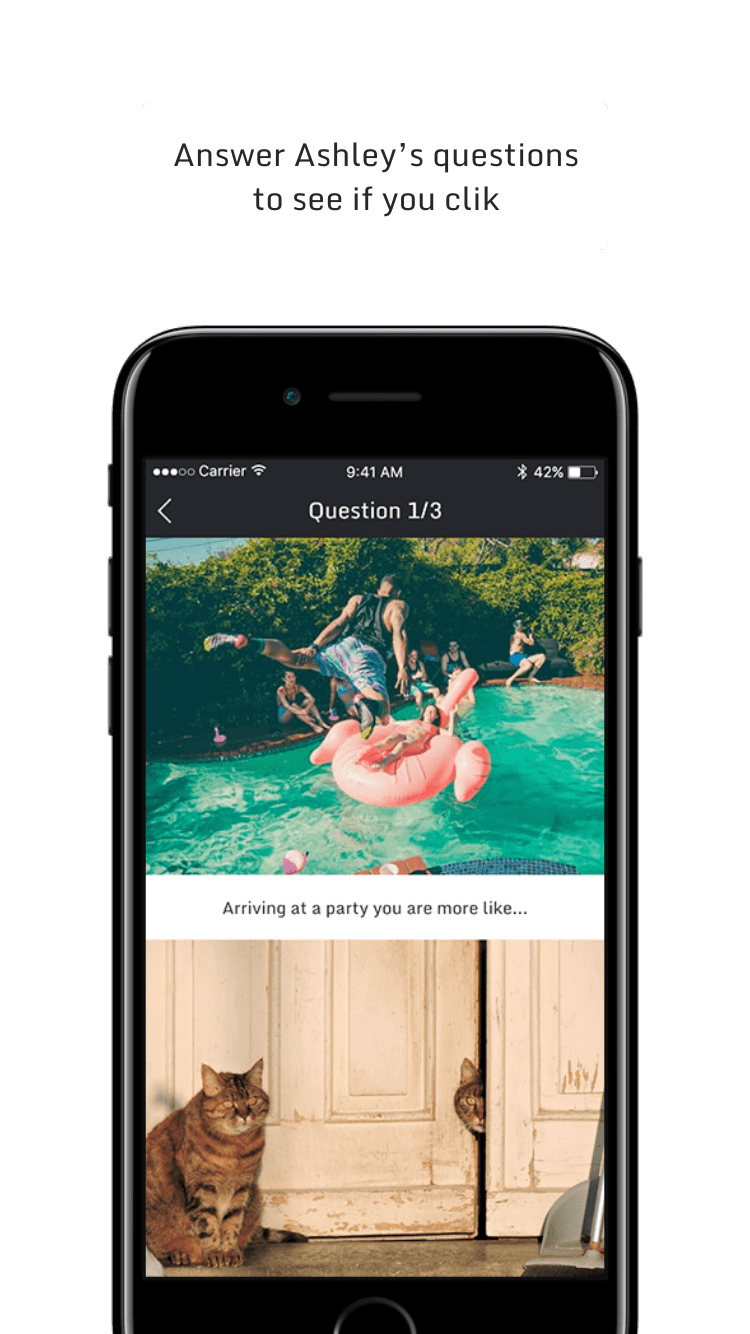 Answer Ashley’s questions
to see if you clik
Carrier 9:41 AM 42%
Question 1/3
Arriving at a party you are more like...